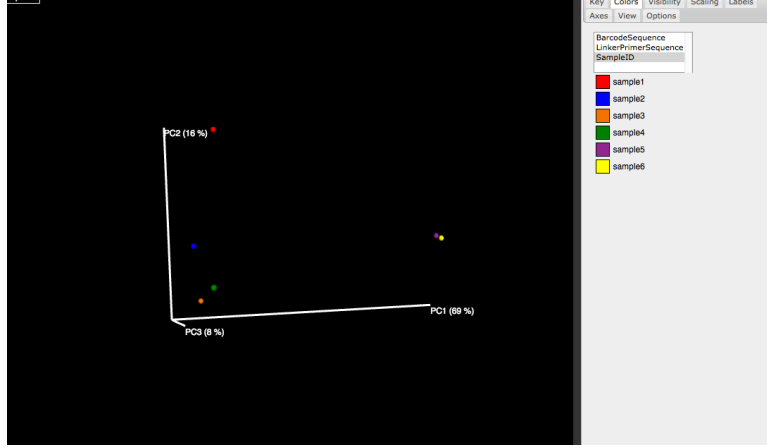 Key Colors Visibility Scaling Labels
Axes View Options
BarcodeSequence
LinkerPrimerSequence
SampleID
sample1
sample2
sample3
sample4
sample5
sample6
PC2 (16 %)
PC1 (69 %)
PC3 (8 %)